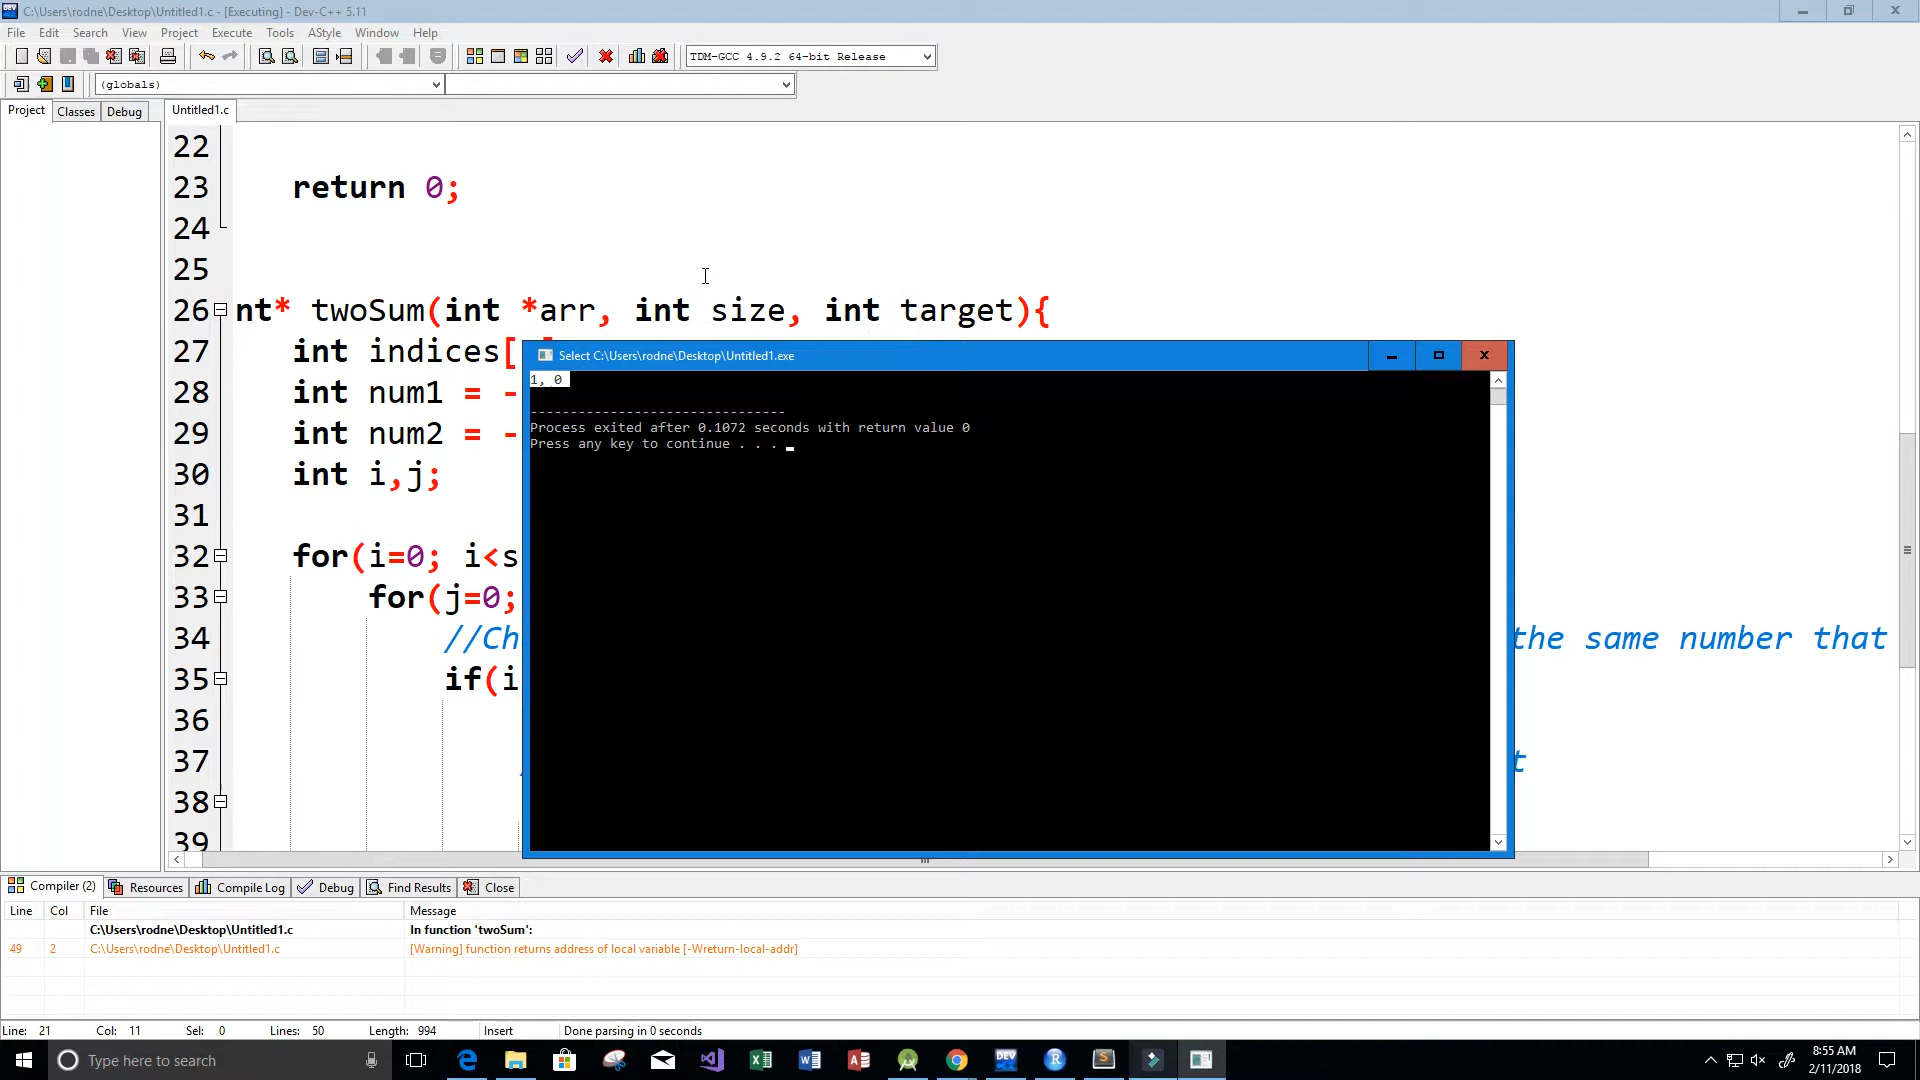 C:\Users\rodne\Desktop\Untitled1.c - [Executing] - Dev-C++ 5.11
File Edit Search View Project Execute Tools AStyle Window Help
TDM-GCC 4.9.2 64-bit Release
(globals)
Project Classes Debug Untitled1.c
22
23 return 0;
24
25
26 nt* twoSum(int *arr, int size, int target){
27 int indices[
28 int num1 = -
29 int num2 = -
30 int i,j;
31
32 for(i=0; i<s
33 for(j=0;
34 //Ch the same number that
35 if(i
36
37 t
38
39
Select C:\Users\rodne\Desktop\Untitled1.exe
1, 0
--------------------------------
Process exited after 0.1072 seconds with return value 0
Press any key to continue . . .
Compiler (2) Resources Compile Log Debug Find Results Close
Line Col File Message
C:\Users\rodne\Desktop\Untitled1.c In function 'twoSum':
49 2 C:\Users\rodne\Desktop\Untitled1.c [Warning] function returns address of local variable [-Wreturn-local-addr]
Line: 21 Col: 11 Sel: 0 Lines: 50 Length: 994 Insert Done parsing in 0 seconds
Type here to search
8:55 AM
2/11/2018